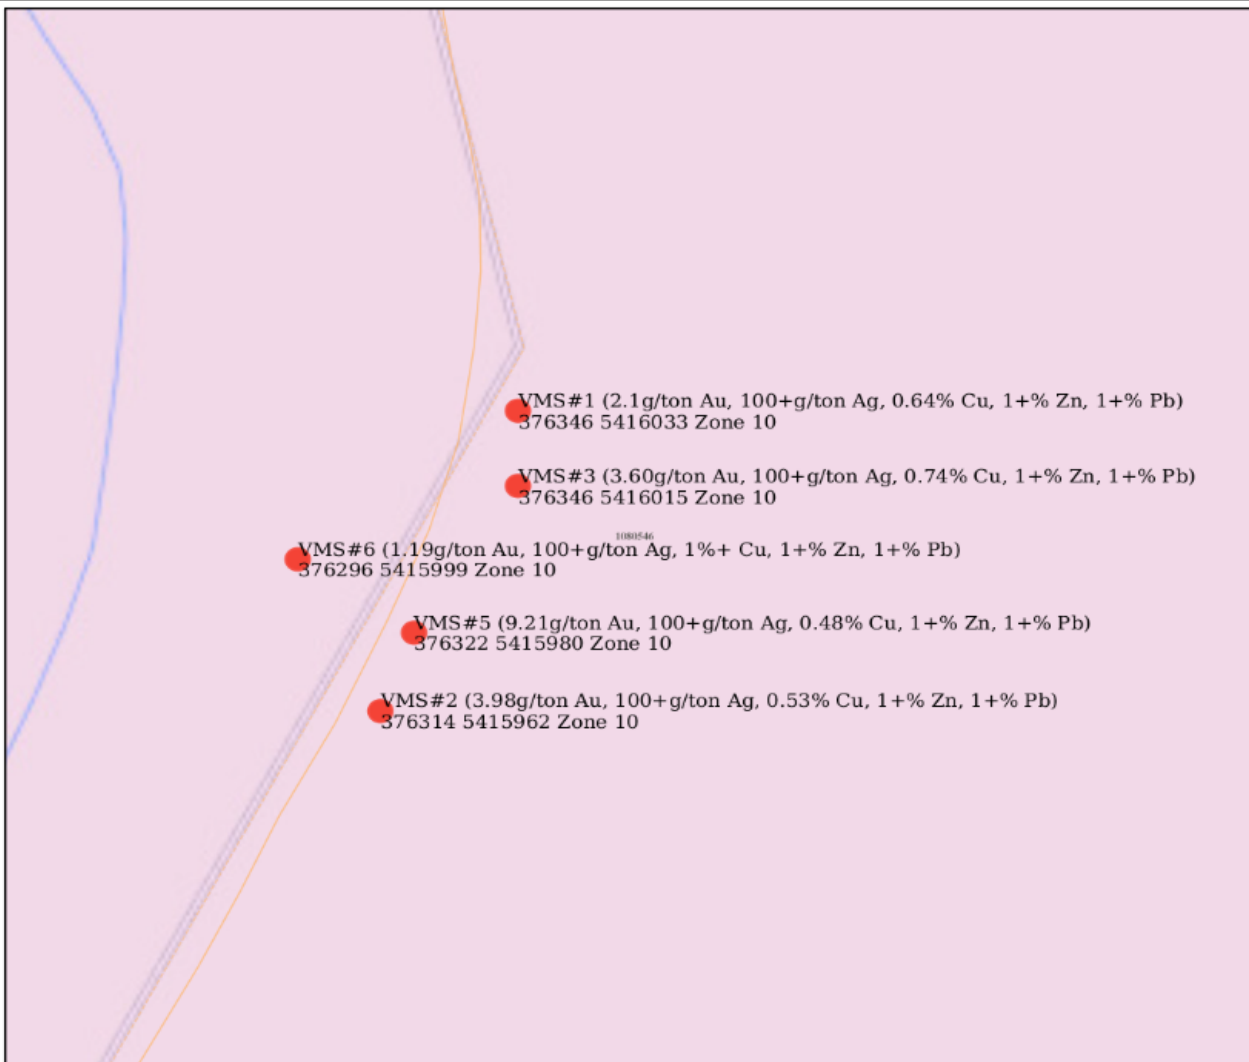 VMS#1 (2.1g/ton Au, 100+g/ton Ag, 0.64% Cu, 1+% Zn, 1+% Pb)
376346 5416033 Zone 10
VMS#3 (3.60g/ton Au, 100+g/ton Ag, 0.74% Cu, 1+% Zn, 1+% Pb)
376346 5416015 Zone 10
1080546
VMS#6 (1.19g/ton Au, 100+g/ton Ag, 1%+ Cu, 1+% Zn, 1+% Pb)
376296 5415999 Zone 10
VMS#5 (9.21g/ton Au, 100+g/ton Ag, 0.48% Cu, 1+% Zn, 1+% Pb)
376322 5415980 Zone 10
VMS#2 (3.98g/ton Au, 100+g/ton Ag, 0.53% Cu, 1+% Zn, 1+% Pb)
376314 5415962 Zone 10